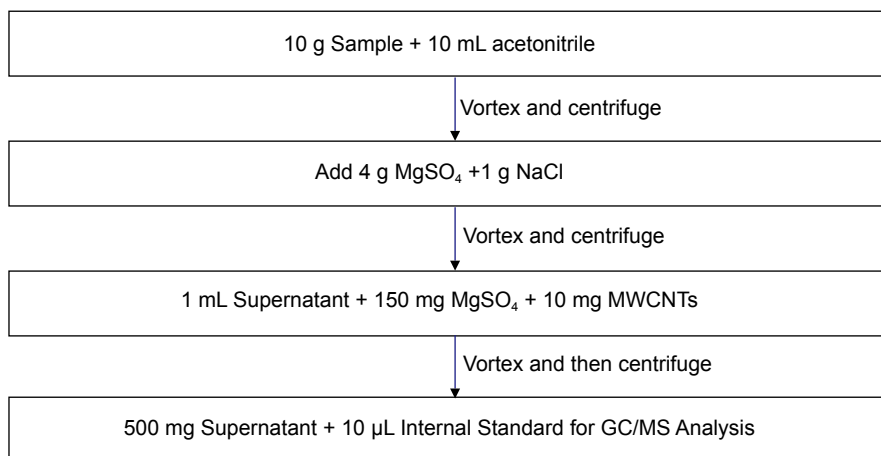 10 g Sample + 10 mL acetonitrile
Vortex and centrifuge
Add 4 g MgSO₄ +1 g NaCl
Vortex and centrifuge
1 mL Supernatant + 150 mg MgSO₄ + 10 mg MWCNTs
Vortex and then centrifuge
500 mg Supernatant + 10 µL Internal Standard for GC/MS Analysis